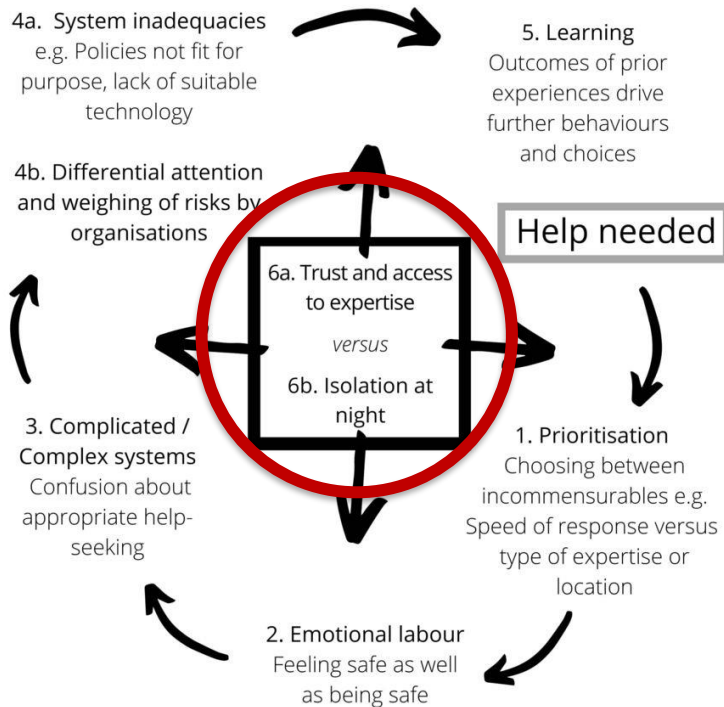 4a. System inadequacies
e.g. Policies not fit for
purpose, lack of suitable
technology
4b. Differential attention
and weighing of risks by
organisations
5. Learning
Outcomes of prior
experiences drive
further behaviours
and choices
Help needed
6a. Trust and access
to expertise
versus
6b. Isolation at
night
3. Complicated /
Complex systems
Confusion about
appropriate help-
seeking
1. Prioritisation
Choosing between
incommensurables e.g.
Speed of response versus
type of expertise or
location
2. Emotional labour
Feeling safe as well
as being safe